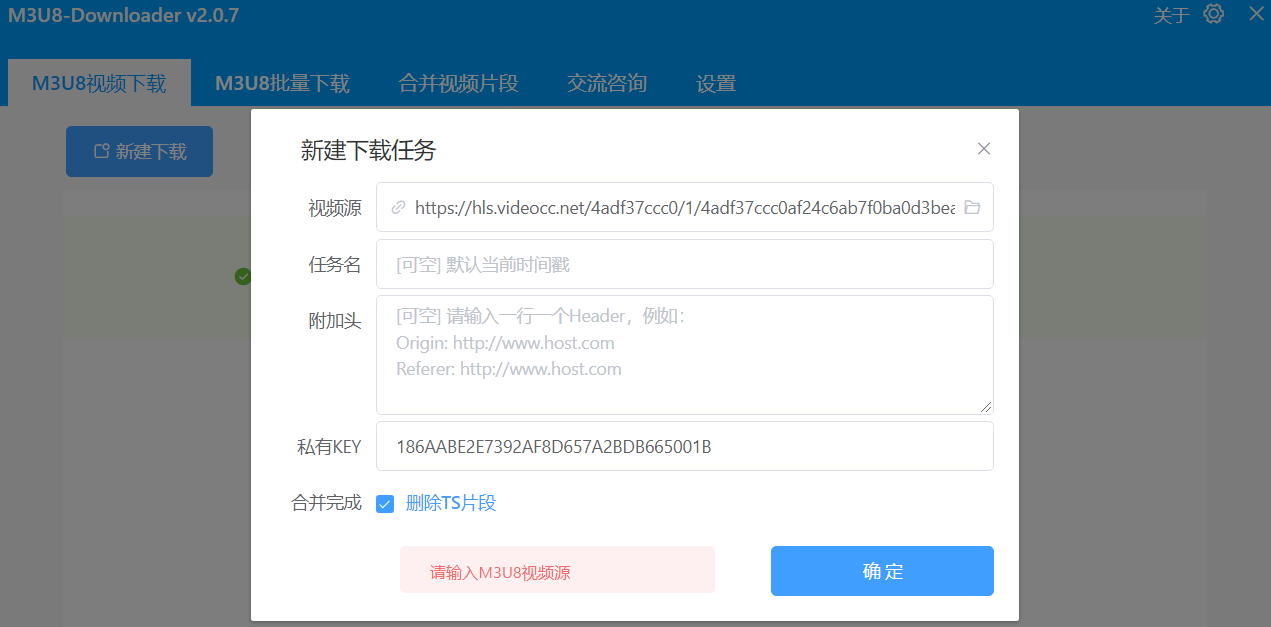 M3U8-Downloader v2.0.7
关于
M3U8视频下载
M3U8批量下载
合并视频片段
交流咨询
设置
新建下载
新建下载任务
视频源
https://hls.videocc.net/4adf37ccc0/1/4adf37ccc0af24c6ab7f0ba0d3bea
任务名
[可空] 默认当前时间戳
附加头
[可空] 请输入一行一个Header，例如：
Origin: http://www.host.com
Referer: http://www.host.com
私有KEY
186AABE2E7392AF8D657A2BDB665001B
合并完成
删除TS片段
请输入M3U8视频源
确 定